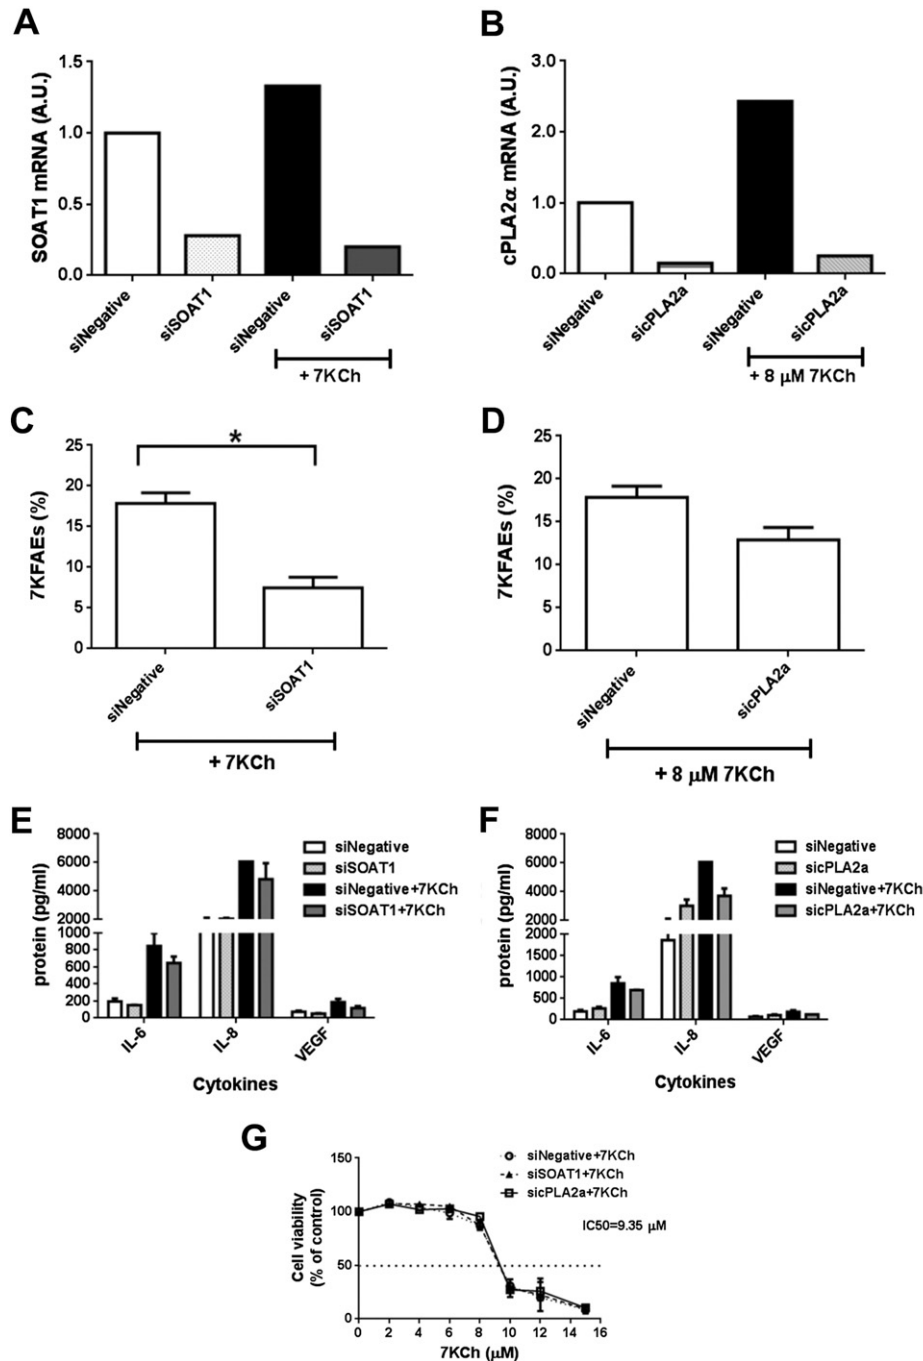 A
SOAT1 mRNA (A.U.)
1.5
1.0
0.5
0.0
siNegative
siSOAT1
siNegative
siSOAT1
+ 7KCh
B
cPLA2α mRNA (A.U.)
3.0
2.0
1.0
0.0
siNegative
sicPLA2a
siNegative
sicPLA2a
+ 8 µM 7KCh
C
7KFAEs (%)
25
20
15
10
5
0
*
siNegative
siSOAT1
+ 7KCh
D
7KFAEs (%)
25
20
15
10
5
0
siNegative
sicPLA2a
+ 8 µM 7KCh
E
protein (pg/ml)
8000
6000
4000
2000
1000
800
600
400
200
0
siNegative
siSOAT1
siNegative+7KCh
siSOAT1+7KCh
IL-6
IL-8
VEGF
Cytokines
F
protein (pg/ml)
8000
6000
4000
2000
2000
1500
1000
500
0
siNegative
sicPLA2a
siNegative+7KCh
sicPLA2a+7KCh
IL-6
IL-8
VEGF
Cytokines
G
Cell viability
(% of control)
150
100
50
0
siNegative+7KCh
siSOAT1+7KCh
sicPLA2a+7KCh
IC50=9.35 µM
0 2 4 6 8 10 12 14 16
7KCh (µM)